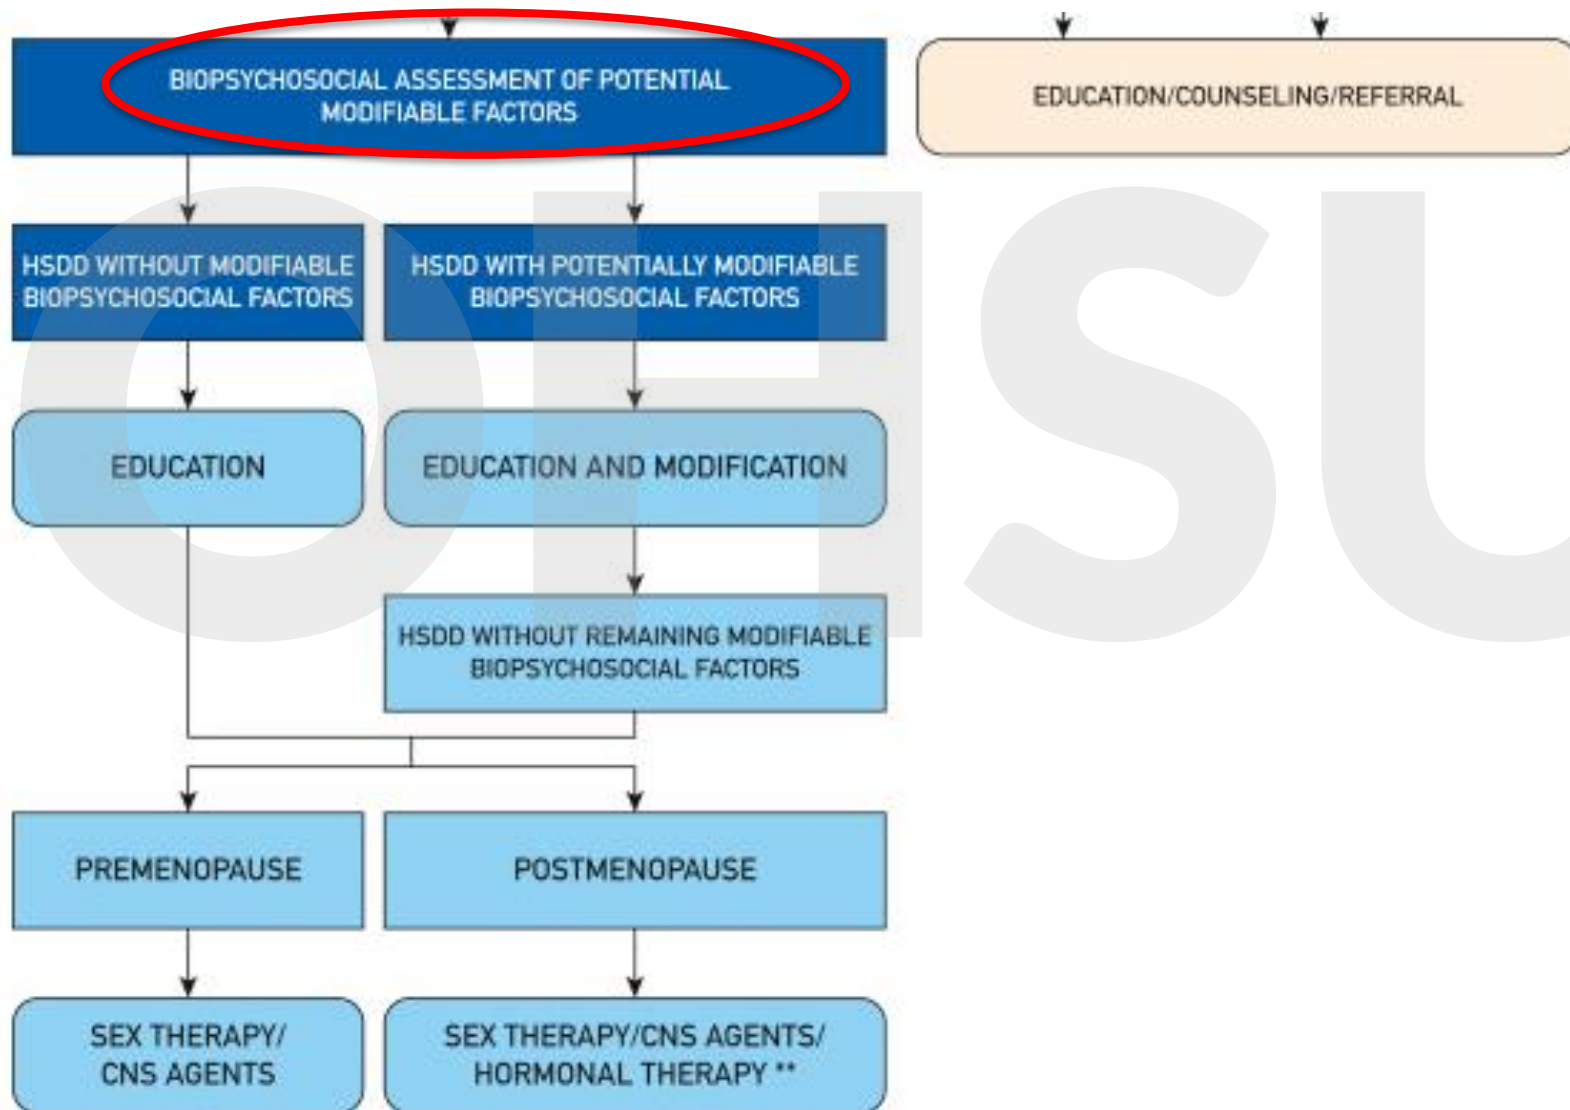 BIOPSYCHOSOCIAL ASSESSMENT OF POTENTIAL
MODIFIABLE FACTORS
EDUCATION/COUNSELING/REFERRAL
HSDD WITHOUT MODIFIABLE
BIOPSYCHOSOCIAL FACTORS
HSDD WITH POTENTIALLY MODIFIABLE
BIOPSYCHOSOCIAL FACTORS
EDUCATION
EDUCATION AND MODIFICATION
HSDD WITHOUT REMAINING MODIFIABLE
BIOPSYCHOSOCIAL FACTORS
PREMENOPAUSE
POSTMENOPAUSE
SEX THERAPY/
CNS AGENTS
SEX THERAPY/CNS AGENTS/
HORMONAL THERAPY **
OHSU